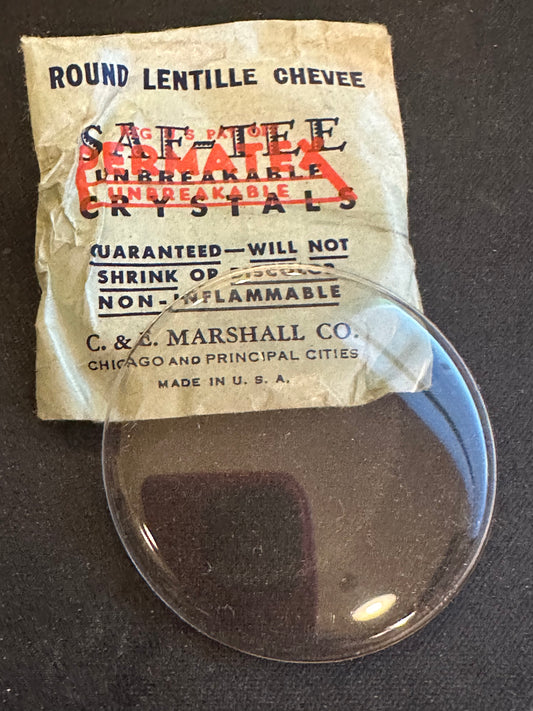 ROUND LENTILLE CHEVEE
SAF-TEE
REG U S PAT OFF
PERMATEX
UNBREAKABLE
UNBREAKABLE
CRYSTALS
GUARANTEED—WILL NOT
SHRINK OR DISCOLOR
NON-INFLAMMABLE
C. & E. MARSHALL CO.
CHICAGO AND PRINCIPAL CITIES
MADE IN U. S. A.